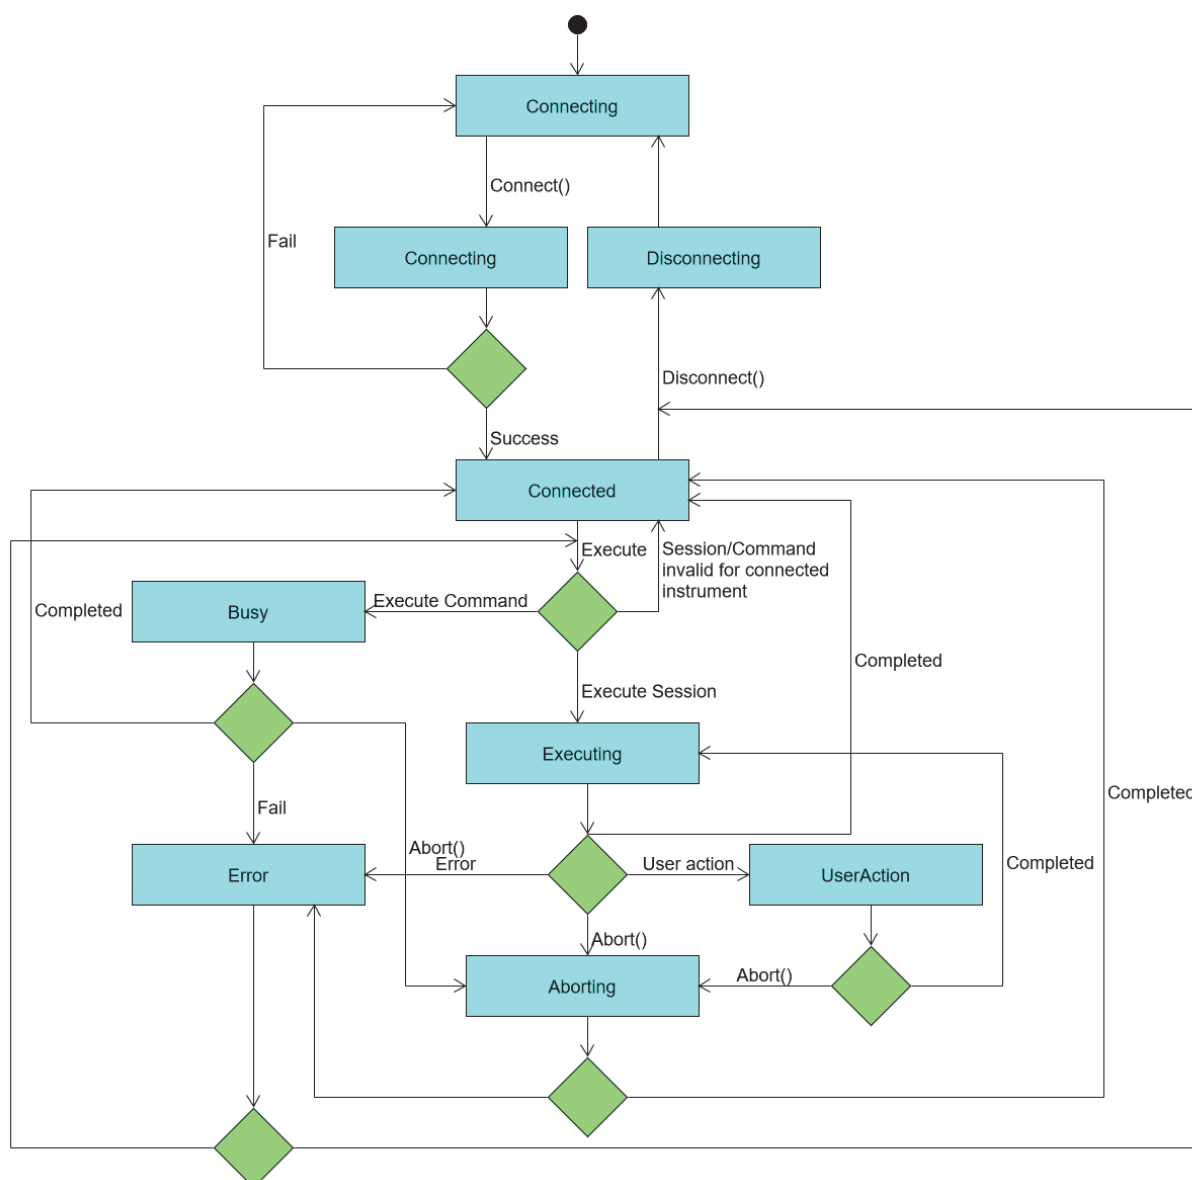 Connecting
Connect()
Fail
Connecting
Disconnecting
Disconnect()
Success
Connected
Execute
Session/Command
invalid for connected
instrument
Completed
Busy
Execute Command
Completed
Execute Session
Executing
Completed
Fail
Abort()
Error
User action
Completed
Error
UserAction
Abort()
Abort()
Aborting